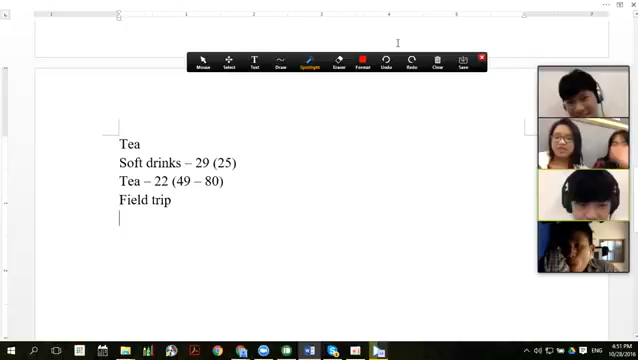 Mouse Select Text Draw Spotlight Eraser Format Undo Redo Clear Save
Tea
Soft drinks – 29 (25)
Tea – 22 (49 – 80)
Field trip
ENG
4:51 PM
10/28/2016